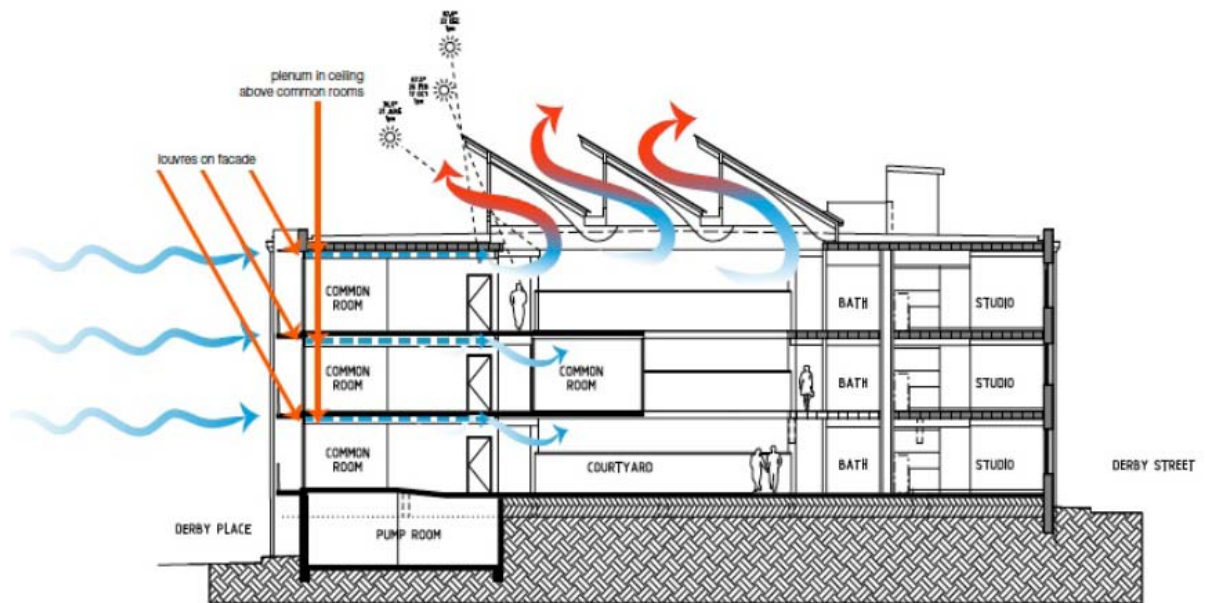 plenum in ceiling
above common rooms
louvres on facade
COMMON
ROOM
BATH
STUDIO
COMMON
ROOM
COMMON
ROOM
BATH
STUDIO
COMMON
ROOM
COURTYARD
BATH
STUDIO
DERBY STREET
DERBY PLACE
PUMP ROOM